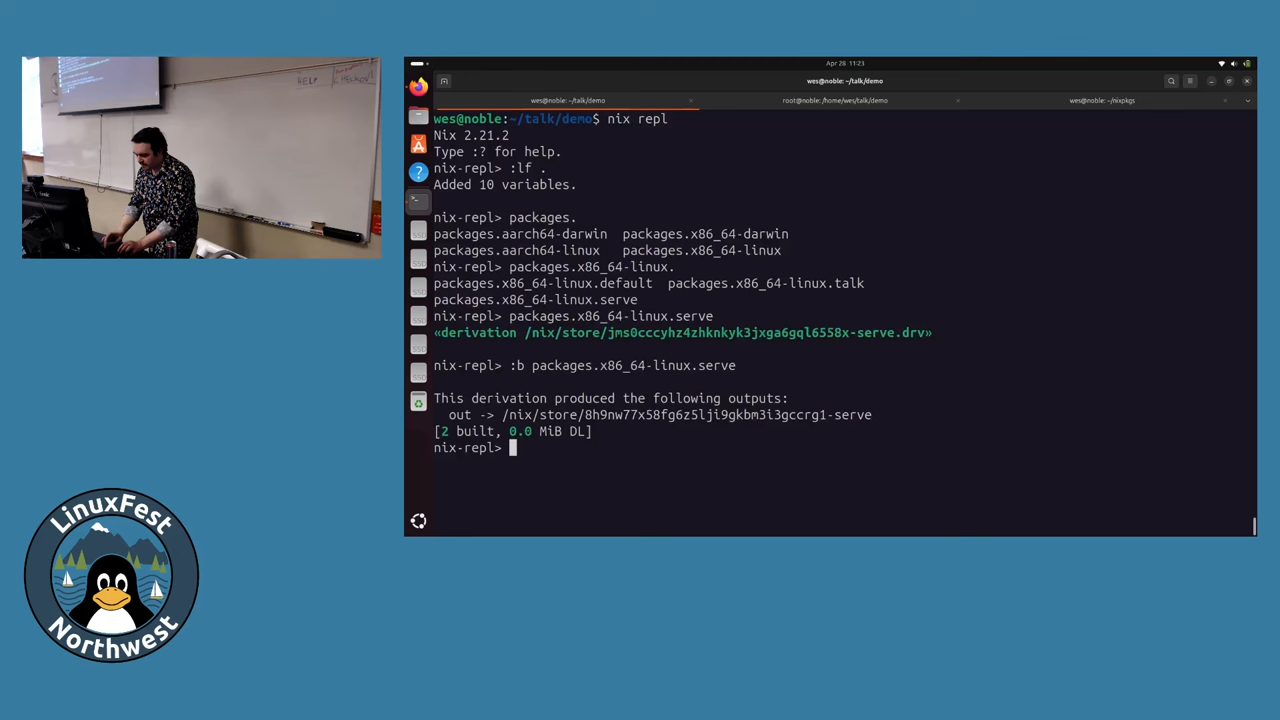 RELP
LinuxFest
Northwest
Apr 28 11:23
wes@noble: ~/talk/demo
wes@noble: ~/talk/demo
root@noble: /home/wes/talk/demo
wes@noble: ~/nixpkgs
wes@noble:~/talk/demo$ nix repl
Nix 2.21.2
Type :? for help.
nix-repl> :lf .
Added 10 variables.
nix-repl> packages.
packages.aarch64-darwin packages.x86_64-darwin
packages.aarch64-linux packages.x86_64-linux
nix-repl> packages.x86_64-linux.
packages.x86_64-linux.default packages.x86_64-linux.talk
packages.x86_64-linux.serve
nix-repl> packages.x86_64-linux.serve
«derivation /nix/store/jms0cccyhz4zhknkyk3jxga6gql6558x-serve.drv»
nix-repl> :b packages.x86_64-linux.serve
This derivation produced the following outputs:
out -> /nix/store/8h9nw77x58fg6z5lji9gkbm3i3gccrg1-serve
[2 built, 0.0 MiB DL]
nix-repl>